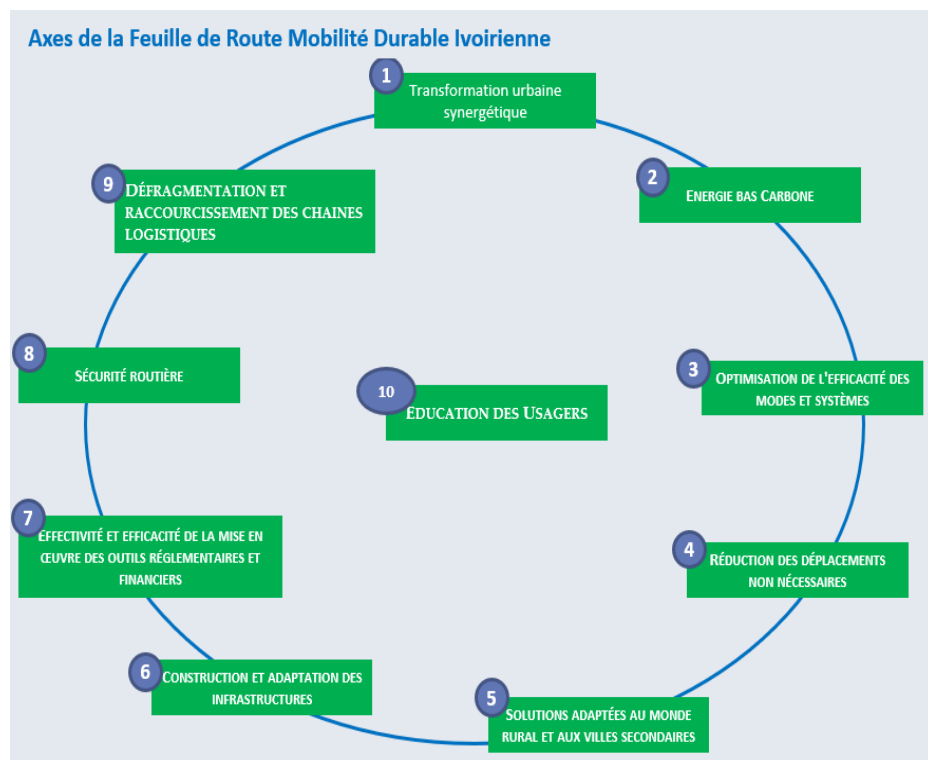 Axes de la Feuille de Route Mobilité Durable Ivoirienne
1
Transformation urbaine
synergétique
2
ENERGIE BAS CARBONE
3
OPTIMISATION DE L'EFFICACITÉ DES
MODES ET SYSTÈMES
4
RÉDUCTION DES DÉPLACEMENTS
NON NÉCESSAIRES
5
SOLUTIONS ADAPTÉES AU MONDE
RURAL ET AUX VILLES SECONDAIRES
6
CONSTRUCTION ET ADAPTATION DES
INFRASTRUCTURES
7
EFFECTIVITÉ ET EFFICACITÉ DE LA MISE EN
ŒUVRE DES OUTILS RÉGLEMENTAIRES ET
FINANCIERS
8
SÉCURITÉ ROUTIÈRE
9
DÉFRAGMENTATION ET
RACCOURCISSEMENT DES CHAINES
LOGISTIQUES
10
EDUCATION DES USAGERS